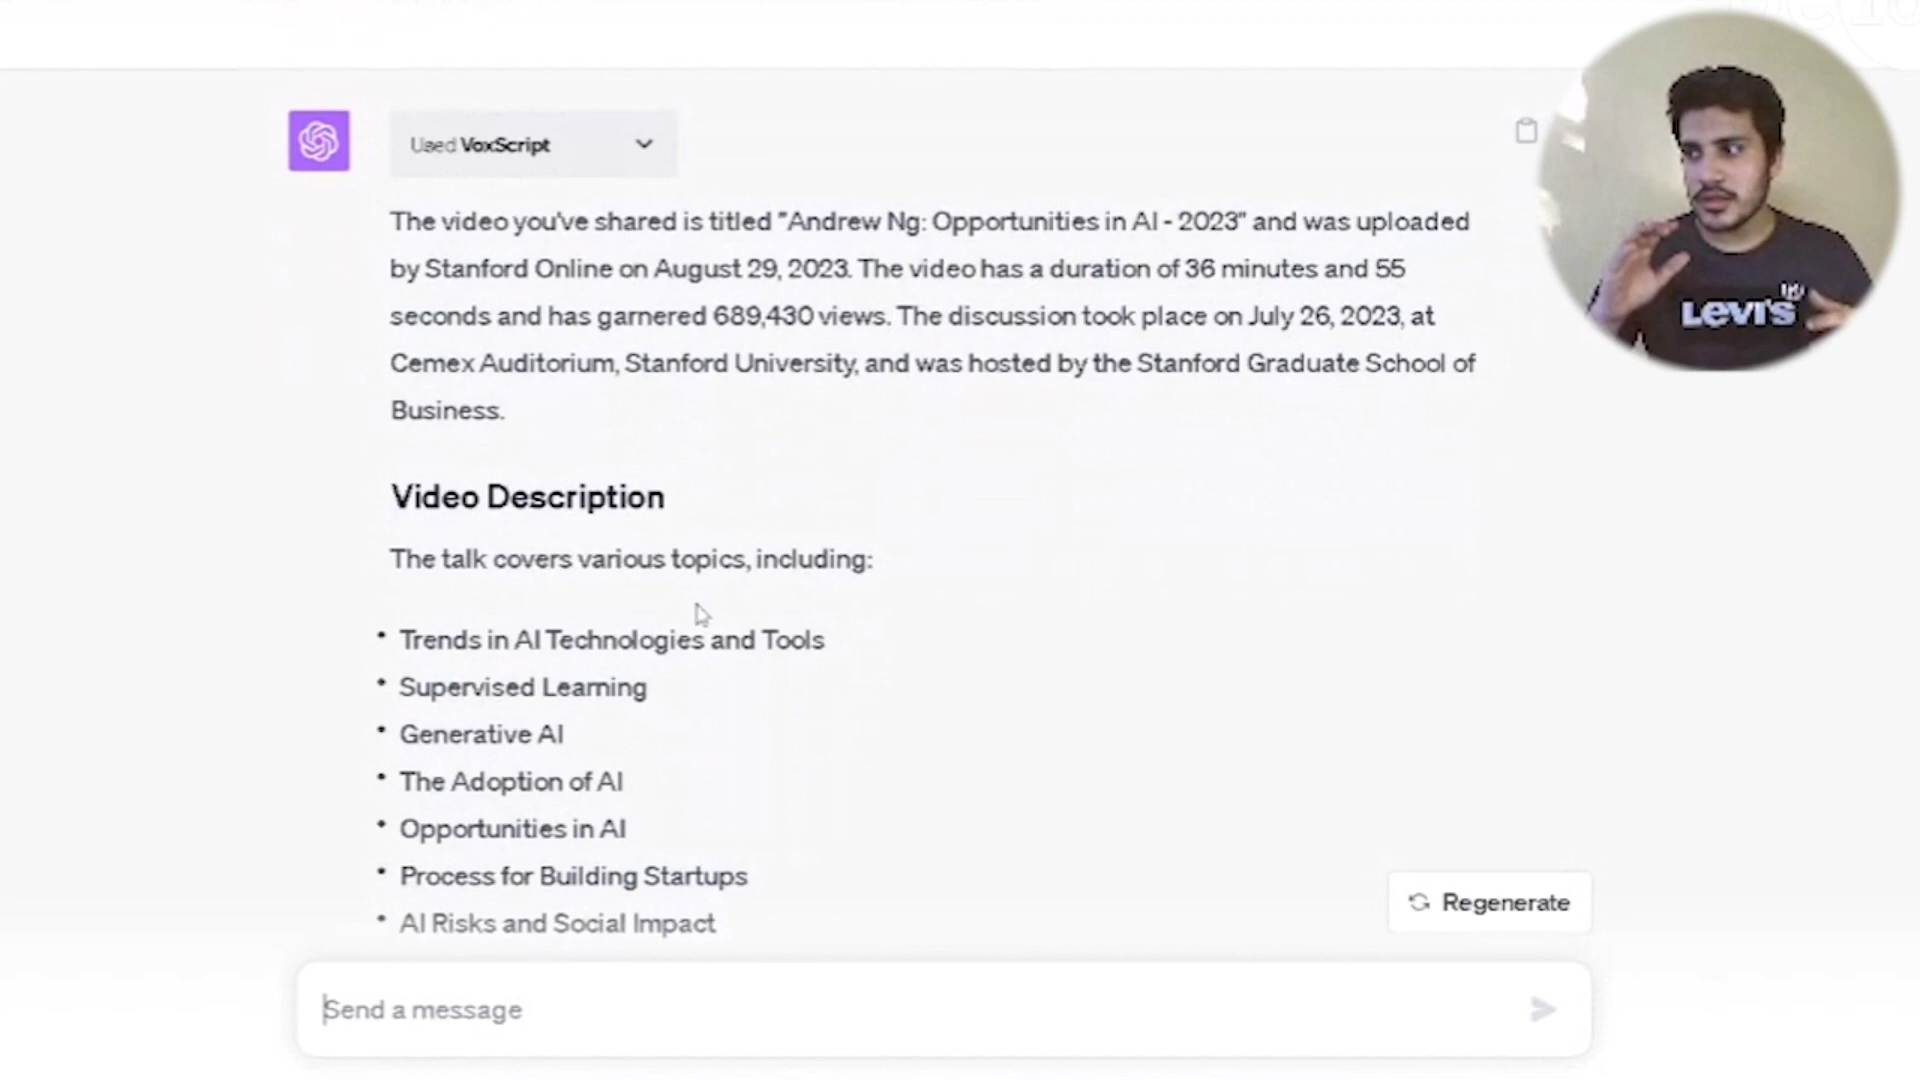 Used VoxScript
The video you've shared is titled "Andrew Ng: Opportunities in AI - 2023" and was uploaded
by Stanford Online on August 29, 2023. The video has a duration of 36 minutes and 55
seconds and has garnered 689,430 views. The discussion took place on July 26, 2023, at
Cemex Auditorium, Stanford University, and was hosted by the Stanford Graduate School of
Business.
LEVI'S
Video Description
The talk covers various topics, including:
• Trends in AI Technologies and Tools
• Supervised Learning
• Generative AI
• The Adoption of AI
• Opportunities in AI
• Process for Building Startups
• AI Risks and Social Impact
Regenerate
Send a message